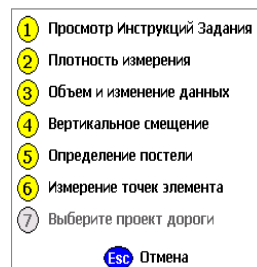 1 Просмотр Инструкций Задания
2 Плотность измерения
3 Объем и изменение данных
4 Вертикальное смещение
5 Определение постели
6 Измерение точек элемента
7 Выберите проект дороги
Esc Отмена